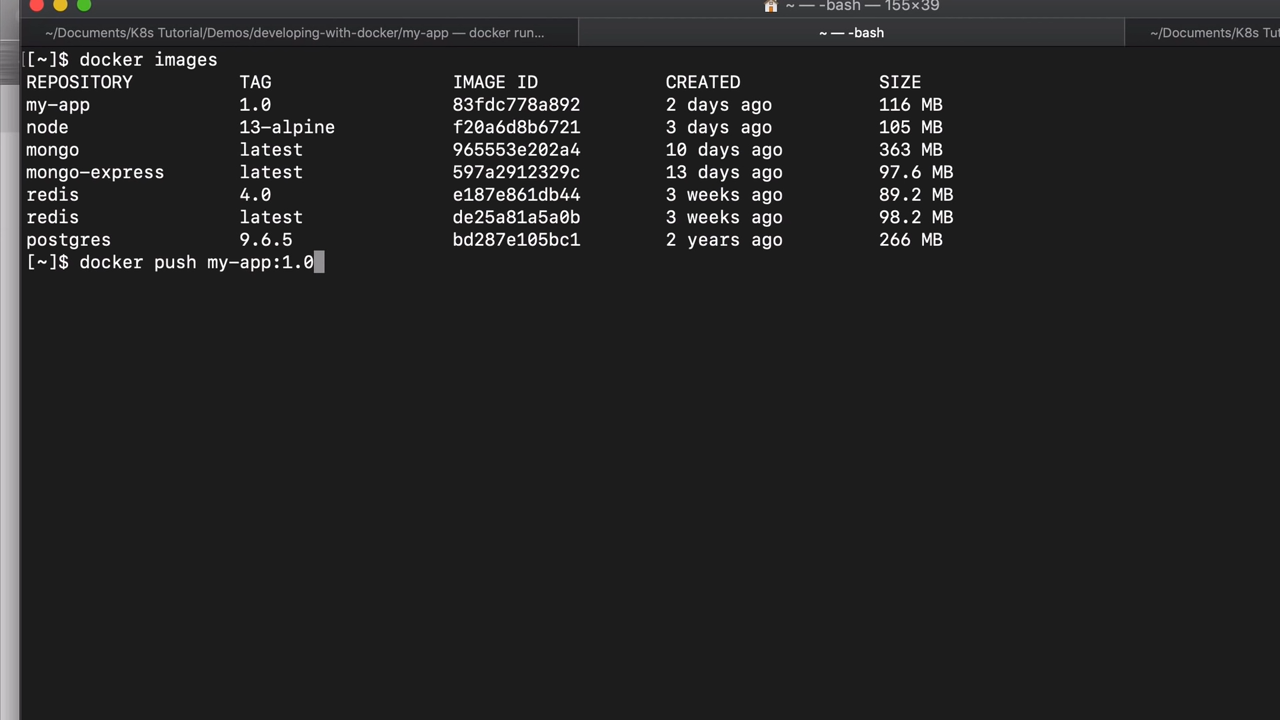 ~ — -bash — 155×39
~/Documents/K8s Tutorial/Demos/developing-with-docker/my-app — docker run...
~ — -bash
~/Documents/K8s Tut
[~]$ docker images
REPOSITORY TAG IMAGE ID CREATED SIZE
my-app 1.0 83fdc778a892 2 days ago 116 MB
node 13-alpine f20a6d8b6721 3 days ago 105 MB
mongo latest 965553e202a4 10 days ago 363 MB
mongo-express latest 597a2912329c 13 days ago 97.6 MB
redis 4.0 e187e861db44 3 weeks ago 89.2 MB
redis latest de25a81a5a0b 3 weeks ago 98.2 MB
postgres 9.6.5 bd287e105bc1 2 years ago 266 MB
[~]$ docker push my-app:1.0